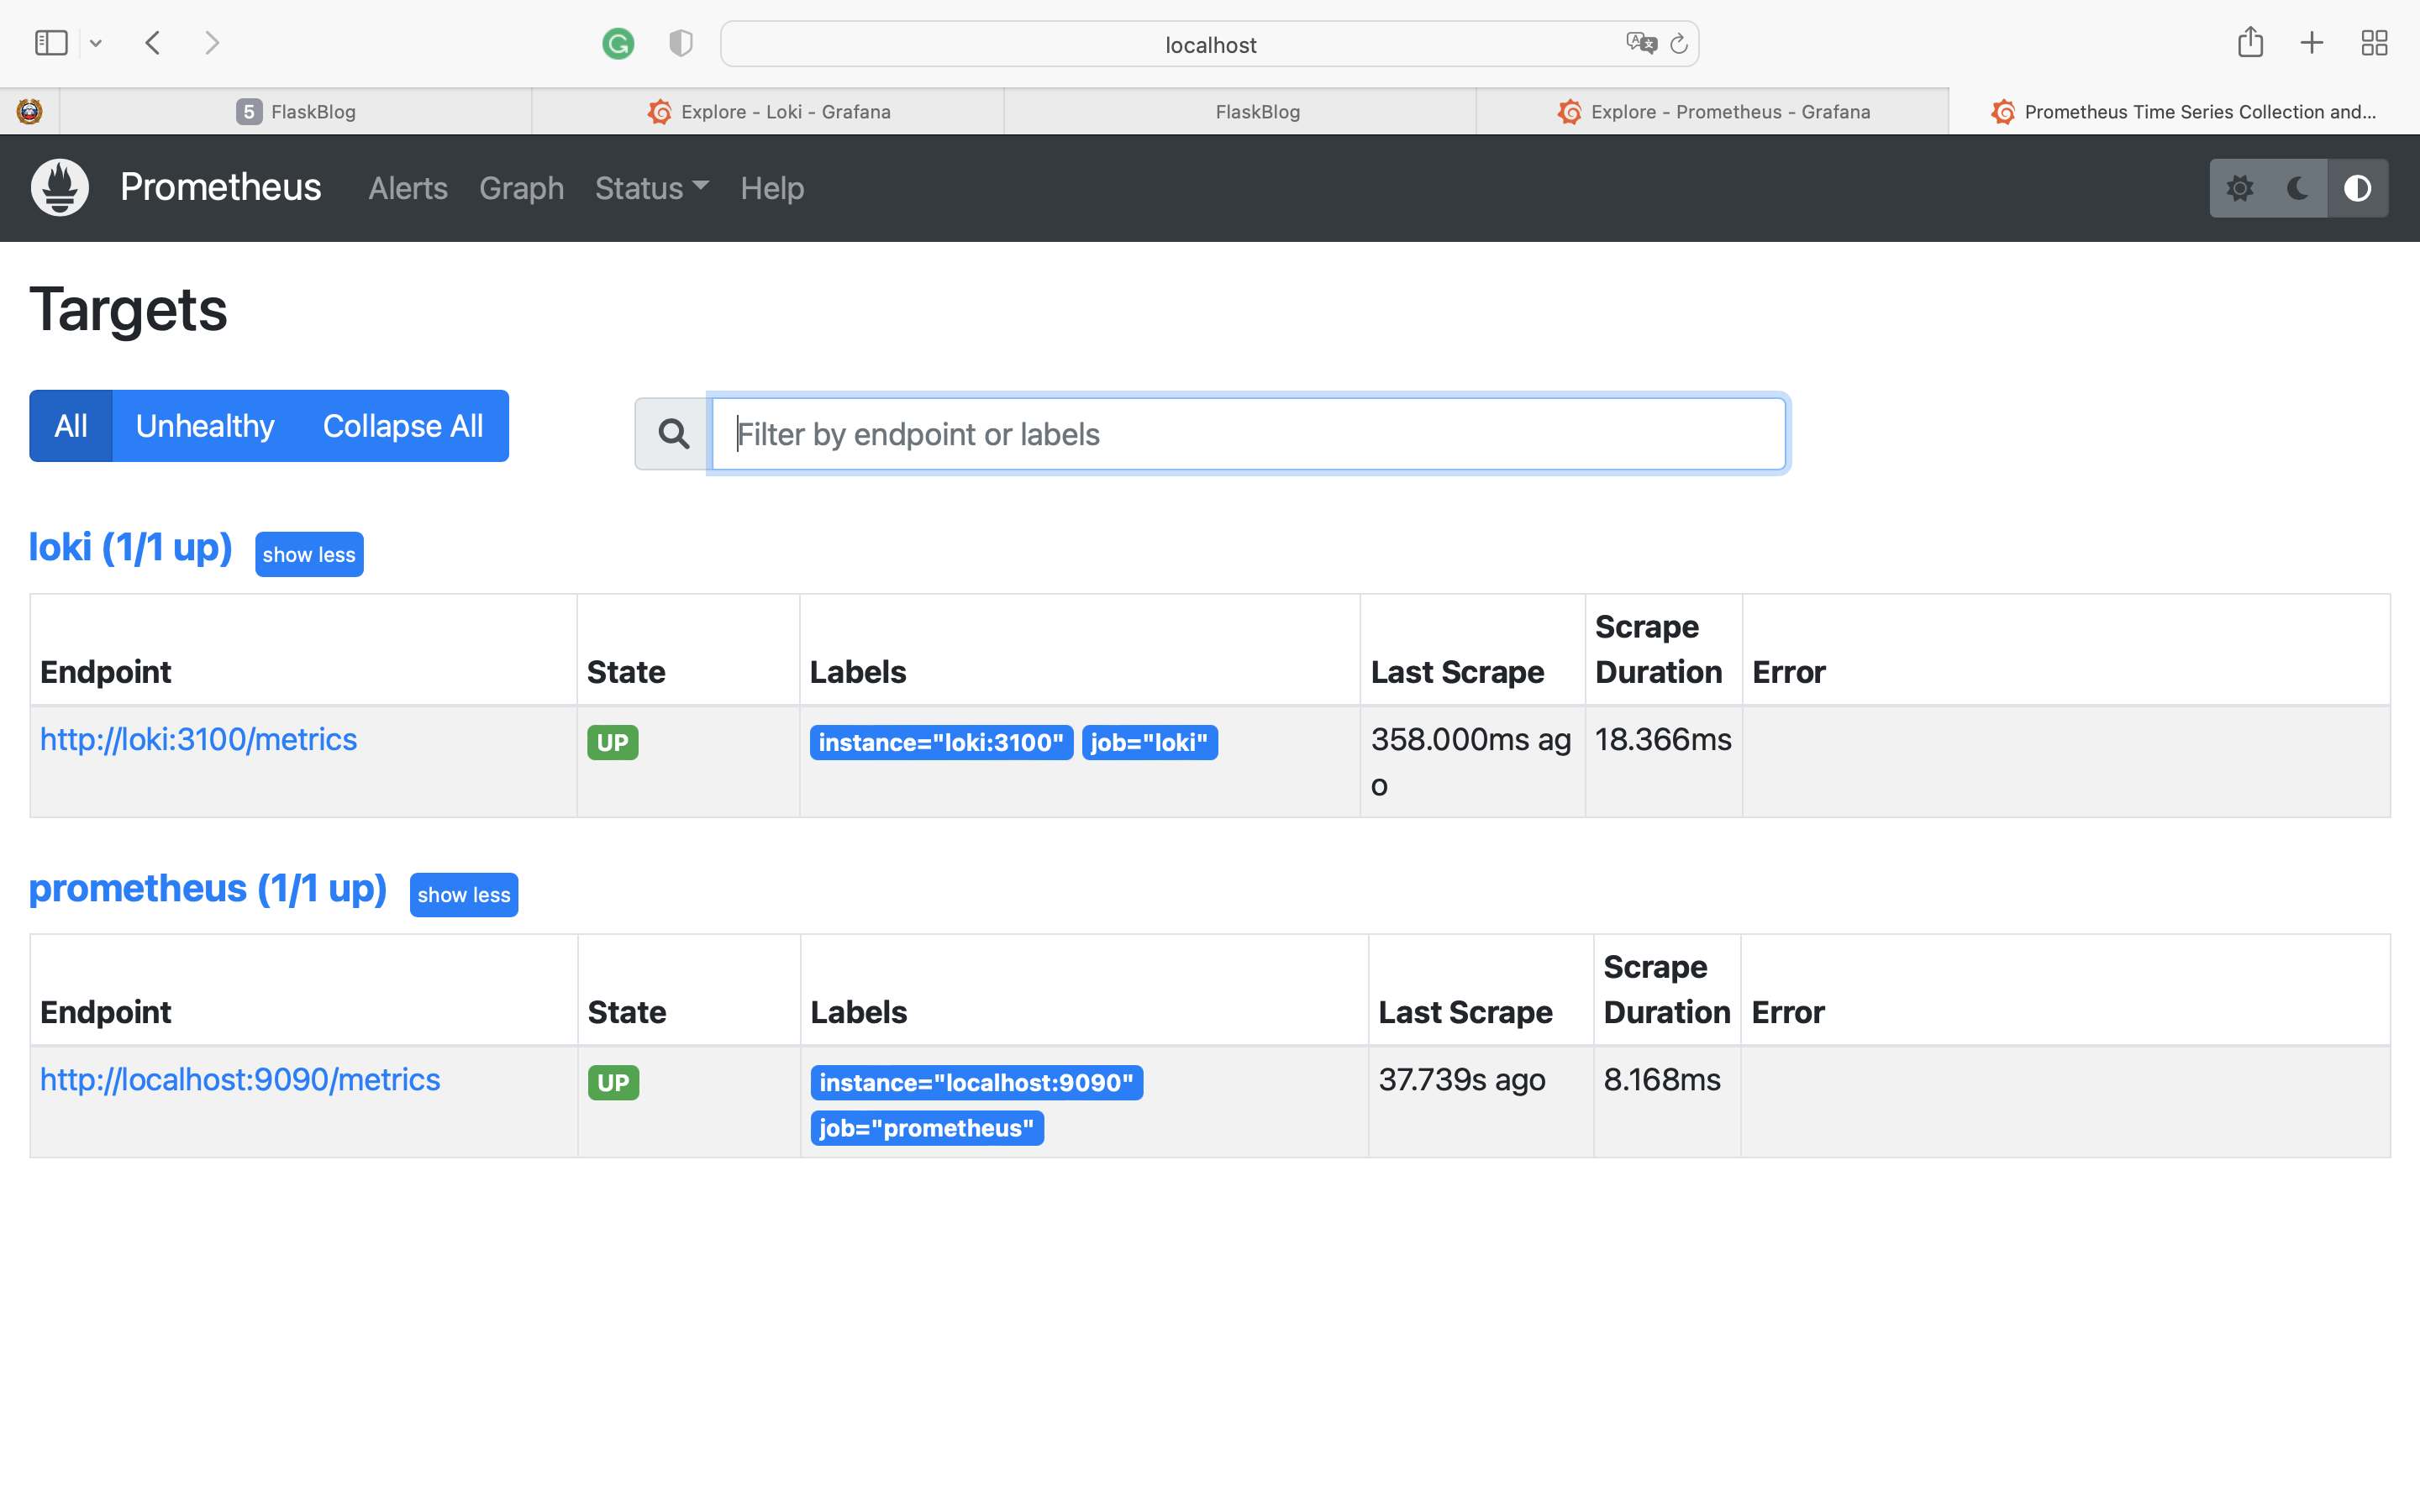 localhost
5 FlaskBlog
Explore - Loki - Grafana
FlaskBlog
Explore - Prometheus - Grafana
Prometheus Time Series Collection and...
Prometheus Alerts Graph Status Help
Targets
All Unhealthy Collapse All
Filter by endpoint or labels
loki (1/1 up) show less
Endpoint State Labels Last Scrape Scrape Duration Error
http://loki:3100/metrics UP instance="loki:3100" job="loki" 358.000ms ag 18.366ms
o
prometheus (1/1 up) show less
Endpoint State Labels Last Scrape Scrape Duration Error
http://localhost:9090/metrics UP instance="localhost:9090" 37.739s ago 8.168ms
job="prometheus"